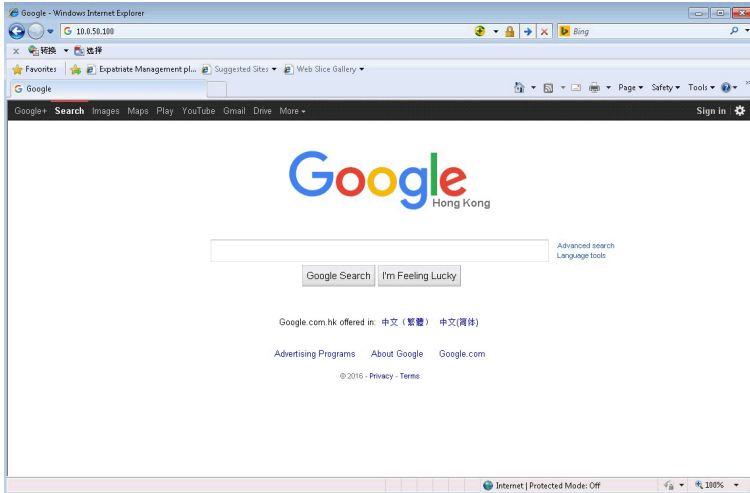 Google - Windows Internet Explorer
10.0.50.100
Bing
x 转换 选择
Favorites Expatriate Management pl... Suggested Sites Web Slice Gallery
Google
Page Safety Tools
Google+ Search Images Maps Play YouTube Gmail Drive More
Sign in
Google
Hong Kong
Advanced search
Language tools
Google Search I'm Feeling Lucky
Google.com.hk offered in: 中文（繁體） 中文(简体)
Advertising Programs About Google Google.com
© 2016 - Privacy - Terms
Internet | Protected Mode: Off
100%